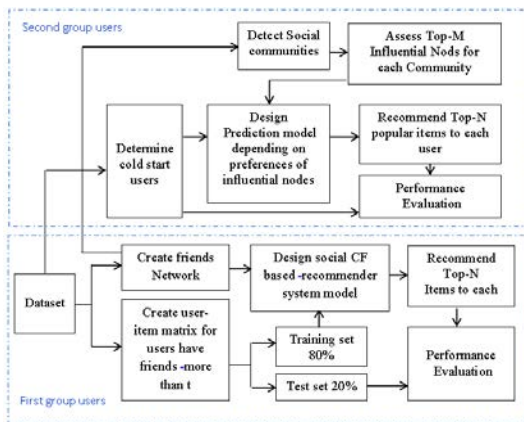 Second group users
Detect Social
communities
Assess Top-M
Influential Nods for
each Community
Determine
cold start
users
Design
Prediction model
depending on
preferences of
influential nodes
Recommend Top-N
popular items to each
user
Performance
Evaluation
Dataset
Create friends
Network
Design social CF
based -recommender
system model
Recommend
Top-N
Items to each
Create user-
item matrix for
users have
friends -more
than t
Training set
80%
Test set 20%
Performance
Evaluation
First group users